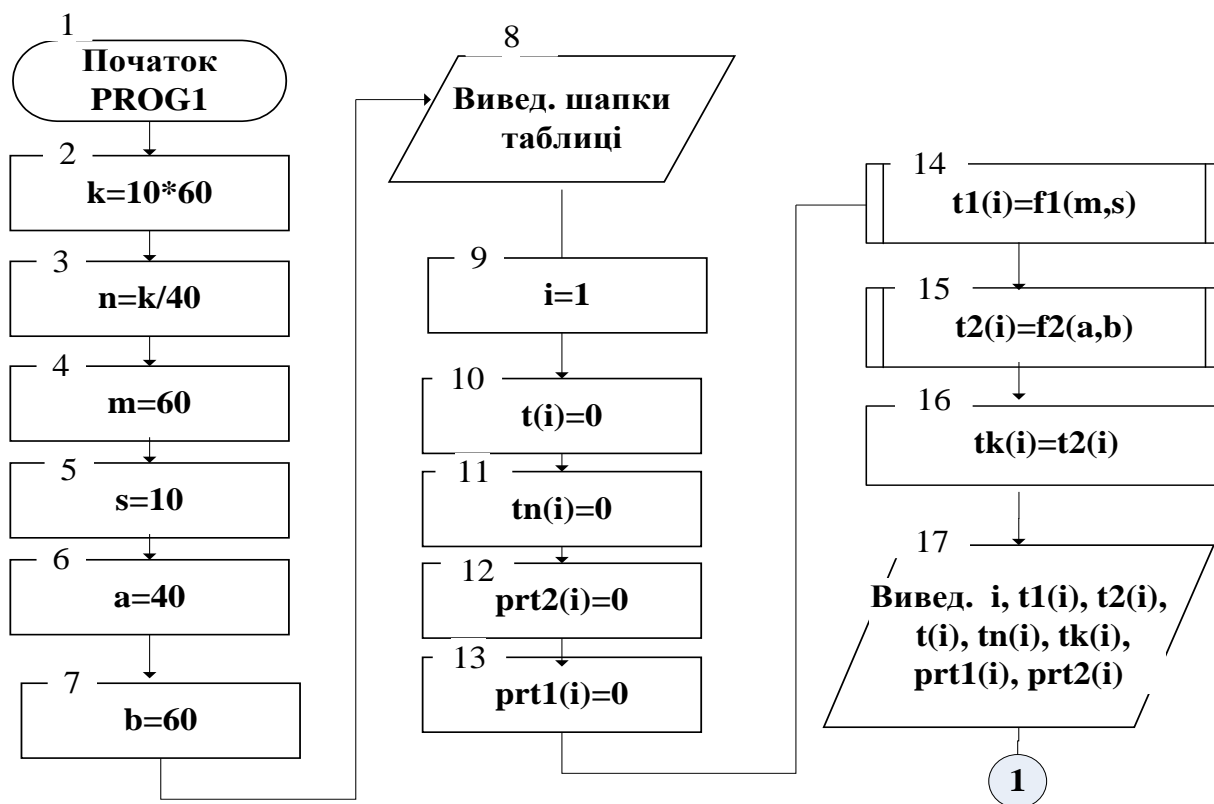 1
Початок
PROG1
2
k=10*60
3
n=k/40
4
m=60
5
s=10
6
a=40
7
b=60
8
Вивед. шапки
таблиці
9
i=1
10
t(i)=0
11
tn(i)=0
12
prt2(i)=0
13
prt1(i)=0
14
t1(i)=f1(m,s)
15
t2(i)=f2(a,b)
16
tk(i)=t2(i)
17
Вивед. i, t1(i), t2(i),
t(i), tn(i), tk(i),
prt1(i), prt2(i)
1